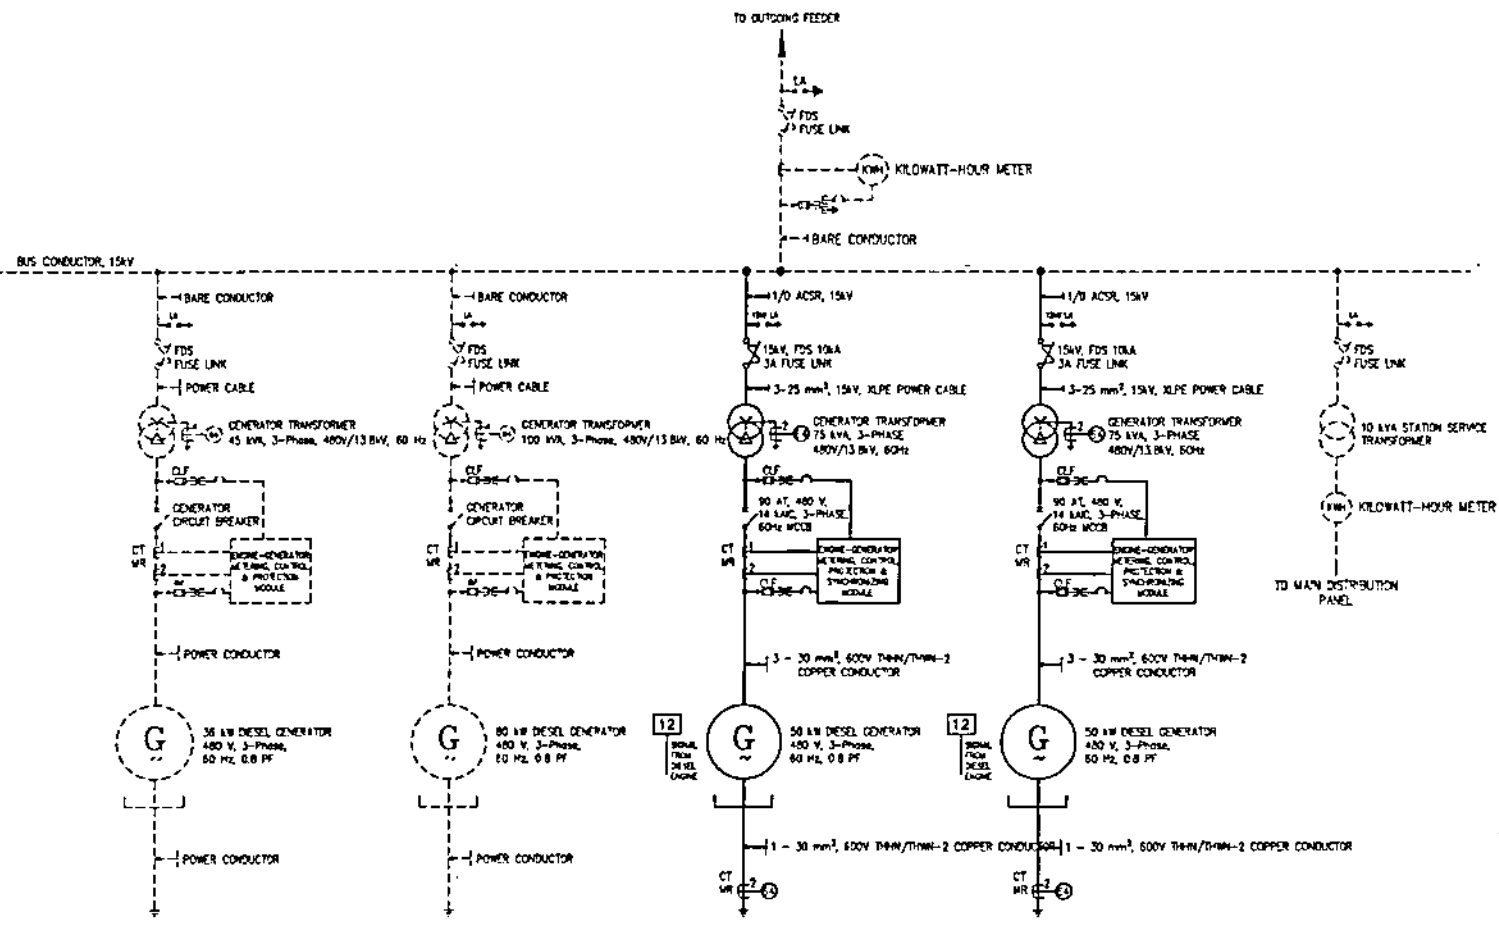 TO OUTGOING FEEDER
LA
FDS
FUSE LINK
KWH
KILOWATT-HOUR METER
BARE CONDUCTOR
BUS CONDUCTOR, 15kV
BARE CONDUCTOR
LA
FDS
FUSE LINK
POWER CABLE
GENERATOR TRANSFORMER
45 kVA, 3-Phase, 480V/13.8kV, 60 Hz
CLF
GENERATOR
CIRCUIT BREAKER
CT
MR
1
2
ENGINE-GENERATOR
METERING, CONTROL
& PROTECTION
MODULE
POWER CONDUCTOR
G
~
480 V, 3-Phase,
60 Hz, 0.8 PF
POWER CONDUCTOR
BARE CONDUCTOR
LA
FDS
FUSE LINK
POWER CABLE
GENERATOR TRANSFORMER
100 kVA, 3-Phase, 480V/13.8kV, 60 Hz
CLF
GENERATOR
CIRCUIT BREAKER
CT
MR
1
2
ENGINE-GENERATOR
METERING, CONTROL
& PROTECTION
MODULE
POWER CONDUCTOR
G
~
DIESEL GENERATOR
480 V, 3-Phase,
60 Hz, 0.8 PF
POWER CONDUCTOR
1/0 ACSR, 15kV
15kV, FDS 10kA
3A FUSE LINK
3-25 mm², 15kV, XLPE POWER CABLE
2
GENERATOR TRANSFORMER
75 kVA, 3-PHASE
480V/13.8kV, 60Hz
CLF
90 AT, 480 V,
14 kAIC, 3-PHASE,
60Hz MCCB
CT
MR
1
2
CLF
ENGINE-GENERATOR
METERING, CONTROL
PROTECTION &
SYNCHRONIZING
MODULE
3 - 30 mm², 600V THHN/THWN-2
COPPER CONDUCTOR
12
SIGNAL
FROM
DIESEL
ENGINE
G
~
50 kW DIESEL GENERATOR
480 V, 3-Phase,
60 Hz, 0.8 PF
1 - 30 mm², 600V THHN/THWN-2 COPPER CONDUCTOR
CT
MR
2
1/0 ACSR, 15kV
15kV, FDS 10kA
3A FUSE LINK
3-25 mm², 15kV, XLPE POWER CABLE
2
GENERATOR TRANSFORMER
75 kVA, 3-PHASE
480V/13.8kV, 60Hz
CLF
90 AT, 480 V,
14 kAIC, 3-PHASE,
60Hz MCCB
CT
MR
1
2
CLF
ENGINE-GENERATOR
METERING, CONTROL
PROTECTION &
SYNCHRONIZING
MODULE
3 - 30 mm², 600V THHN/THWN-2
COPPER CONDUCTOR
12
SIGNAL
FROM
DIESEL
ENGINE
G
~
50 kW DIESEL GENERATOR
480 V, 3-Phase,
60 Hz, 0.8 PF
1 - 30 mm², 600V THHN/THWN-2 COPPER CONDUCTOR
CT
MR
2
LA
FDS
FUSE LINK
10 kVA STATION SERVICE
TRANSFORMER
KWH
KILOWATT-HOUR METER
TO MAIN DISTRIBUTION
PANEL